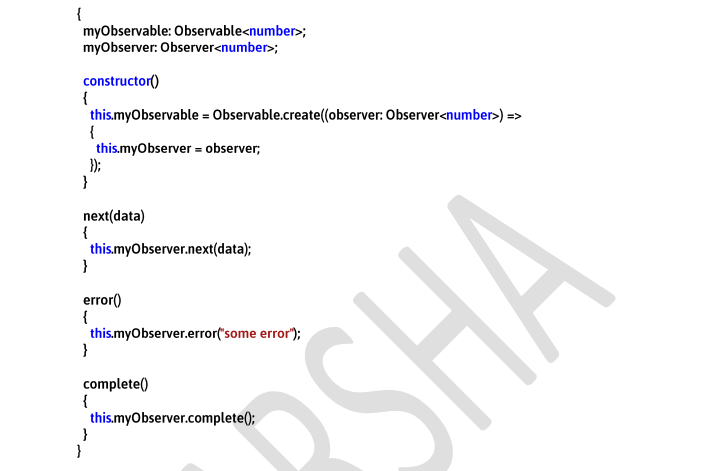 {
myObservable: Observable<number>;
myObserver: Observer<number>;
constructor()
{
this.myObservable = Observable.create((observer: Observer<number>) =>
{
this.myObserver = observer;
});
}
next(data)
{
this.myObserver.next(data);
}
error()
{
this.myObserver.error("some error");
}
complete()
{
this.myObserver.complete();
}
}
ARSHA